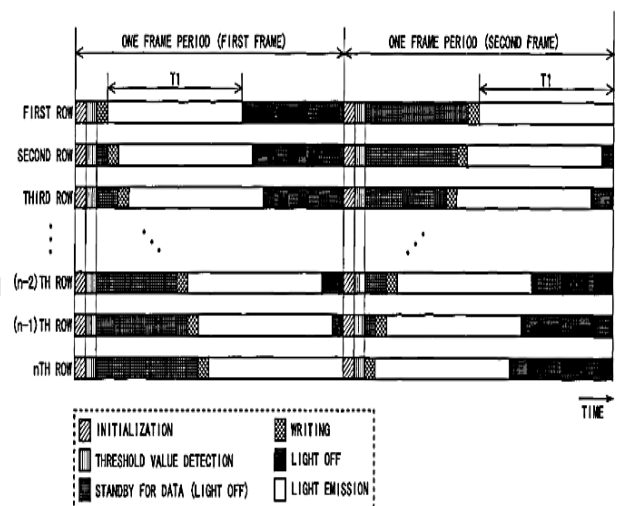 ONE FRAME PERIOD (FIRST FRAME) ONE FRAME PERIOD (SECOND FRAME)
T1 T1
FIRST ROW
SECOND ROW
THIRD ROW
(n-2)TH ROW
(n-1)TH ROW
nTH ROW
TIME
INITIALIZATION WRITING
THRESHOLD VALUE DETECTION LIGHT OFF
STANDBY FOR DATA (LIGHT OFF) LIGHT EMISSION